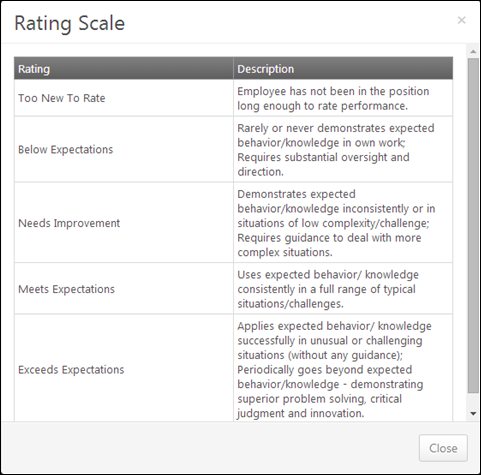 Rating Scale
×
Rating Description
Too New To Rate
Employee has not been in the position
long enough to rate performance.
Below Expectations
Rarely or never demonstrates expected
behavior/knowledge in own work;
Requires substantial oversight and
direction.
Needs Improvement
Demonstrates expected
behavior/knowledge inconsistently or in
situations of low complexity/challenge;
Requires guidance to deal with more
complex situations.
Meets Expectations
Uses expected behavior/ knowledge
consistently in a full range of typical
situations/challenges.
Exceeds Expectations
Applies expected behavior/ knowledge
successfully in unusual or challenging
situations (without any guidance);
Periodically goes beyond expected
behavior/knowledge - demonstrating
superior problem solving, critical
judgment and innovation.
Close